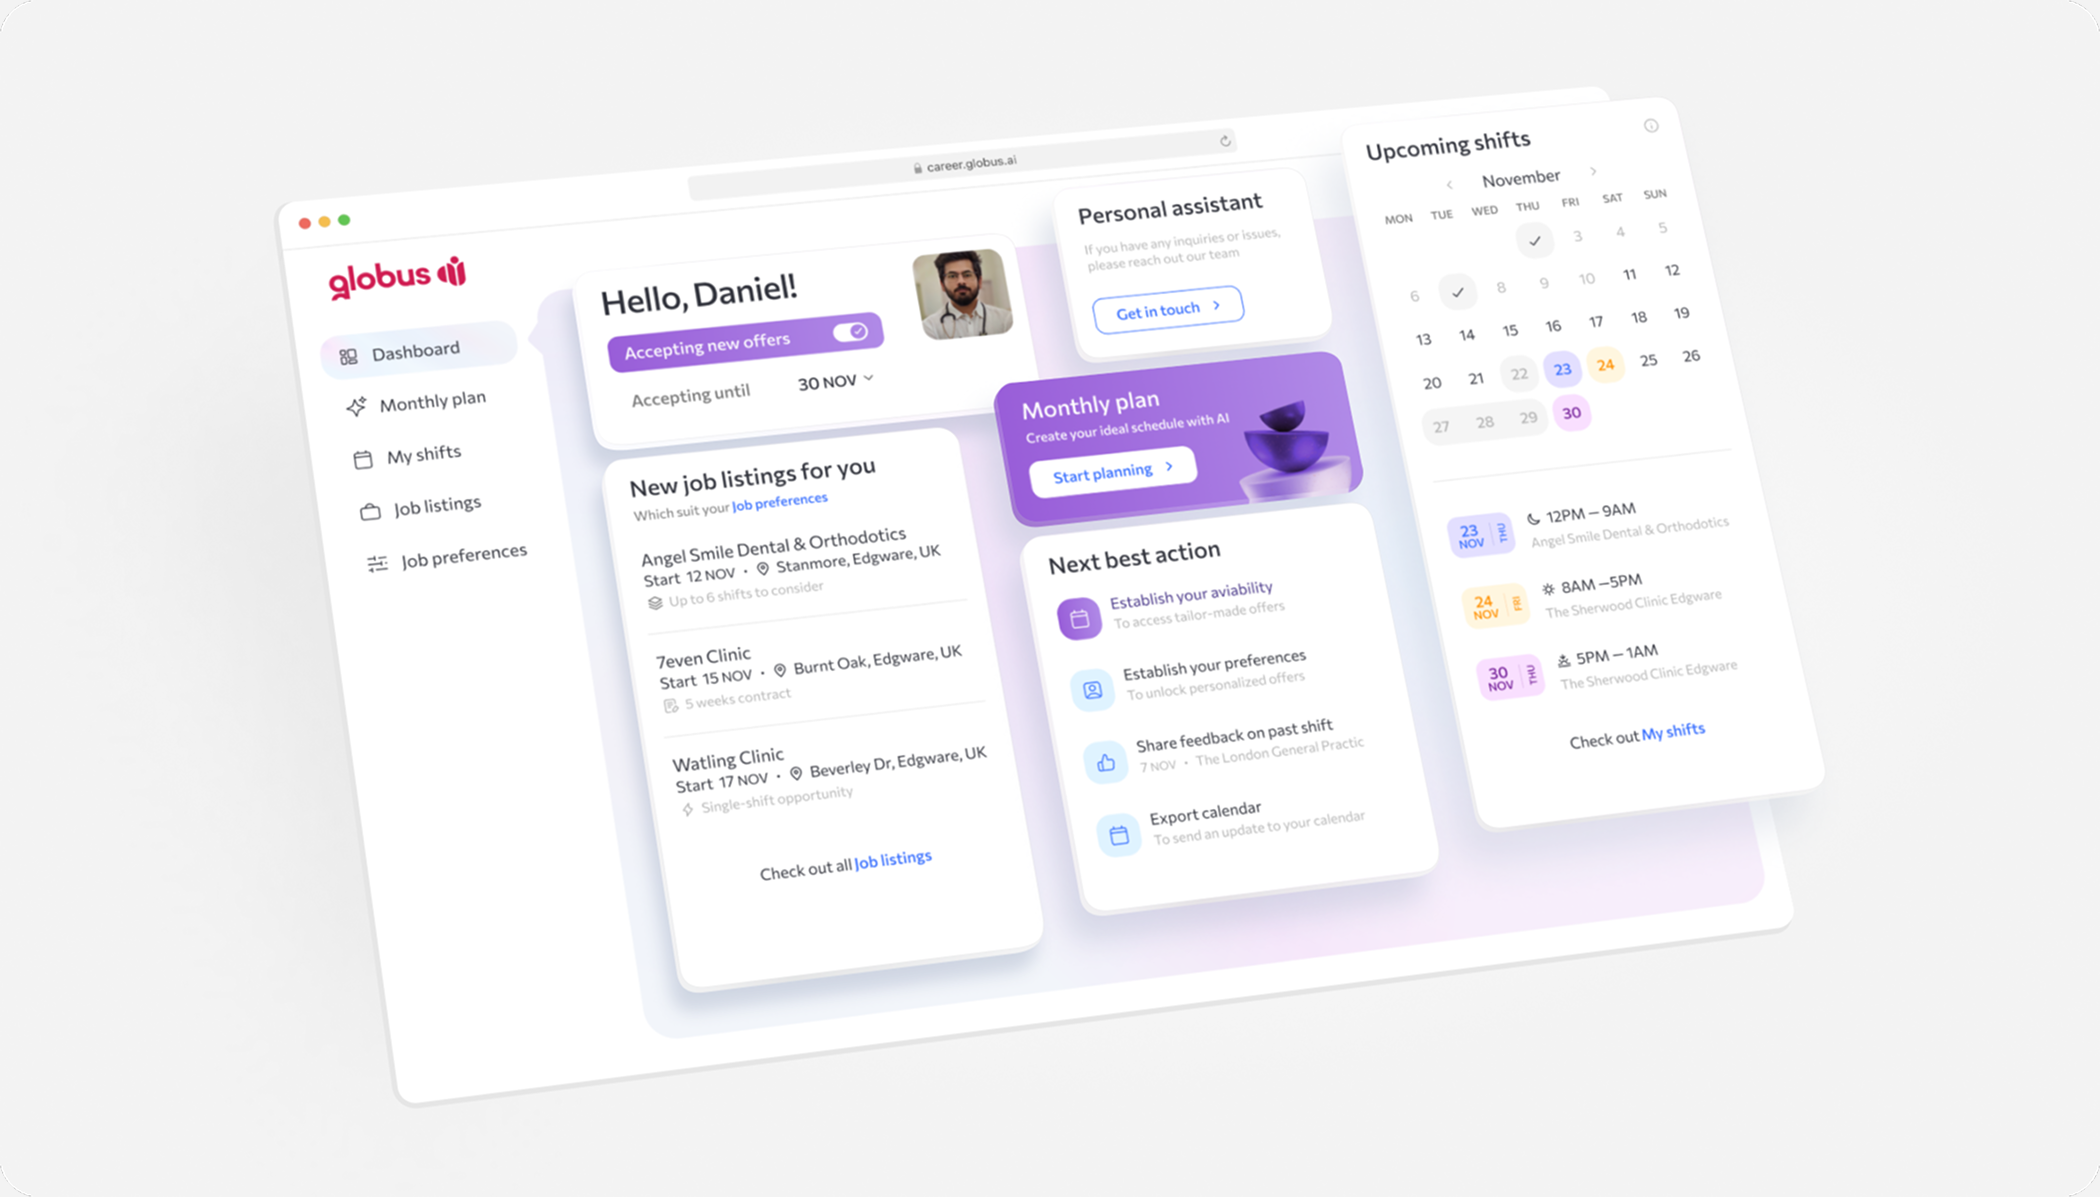 career.globus.ai
globus
Dashboard
Monthly plan
My shifts
Job listings
Job preferences
Hello, Daniel!
Accepting new offers
Accepting until 30 NOV
New job listings for you
Which suit your Job preferences
Angel Smile Dental & Orthodotics
Start 12 NOV • Stanmore, Edgware, UK
Up to 6 shifts to consider
7even Clinic
Start 15 NOV • Burnt Oak, Edgware, UK
5 weeks contract
Watling Clinic
Start 17 NOV • Beverley Dr, Edgware, UK
Single-shift opportunity
Check out all Job listings
Personal assistant
If you have any inquiries or issues,
please reach out our team
Get in touch
Monthly plan
Create your ideal schedule with AI
Start planning
Next best action
Establish your aviability
To access tailor-made offers
Establish your preferences
To unlock personalized offers
Share feedback on past shift
7 NOV • The London General Practic
Export calendar
To send an update to your calendar
Upcoming shifts
November
MON TUE WED THU FRI SAT SUN
3 4 5
6 8 9 10 11 12
13 14 15 16 17 18 19
20 21 22 23 24 25 26
27 28 29 30
23 NOV THU
12PM – 9AM
Angel Smile Dental & Orthodotics
24 NOV FRI
8AM –5PM
The Sherwood Clinic Edgware
30 NOV THU
5PM – 1AM
The Sherwood Clinic Edgware
Check out My shifts